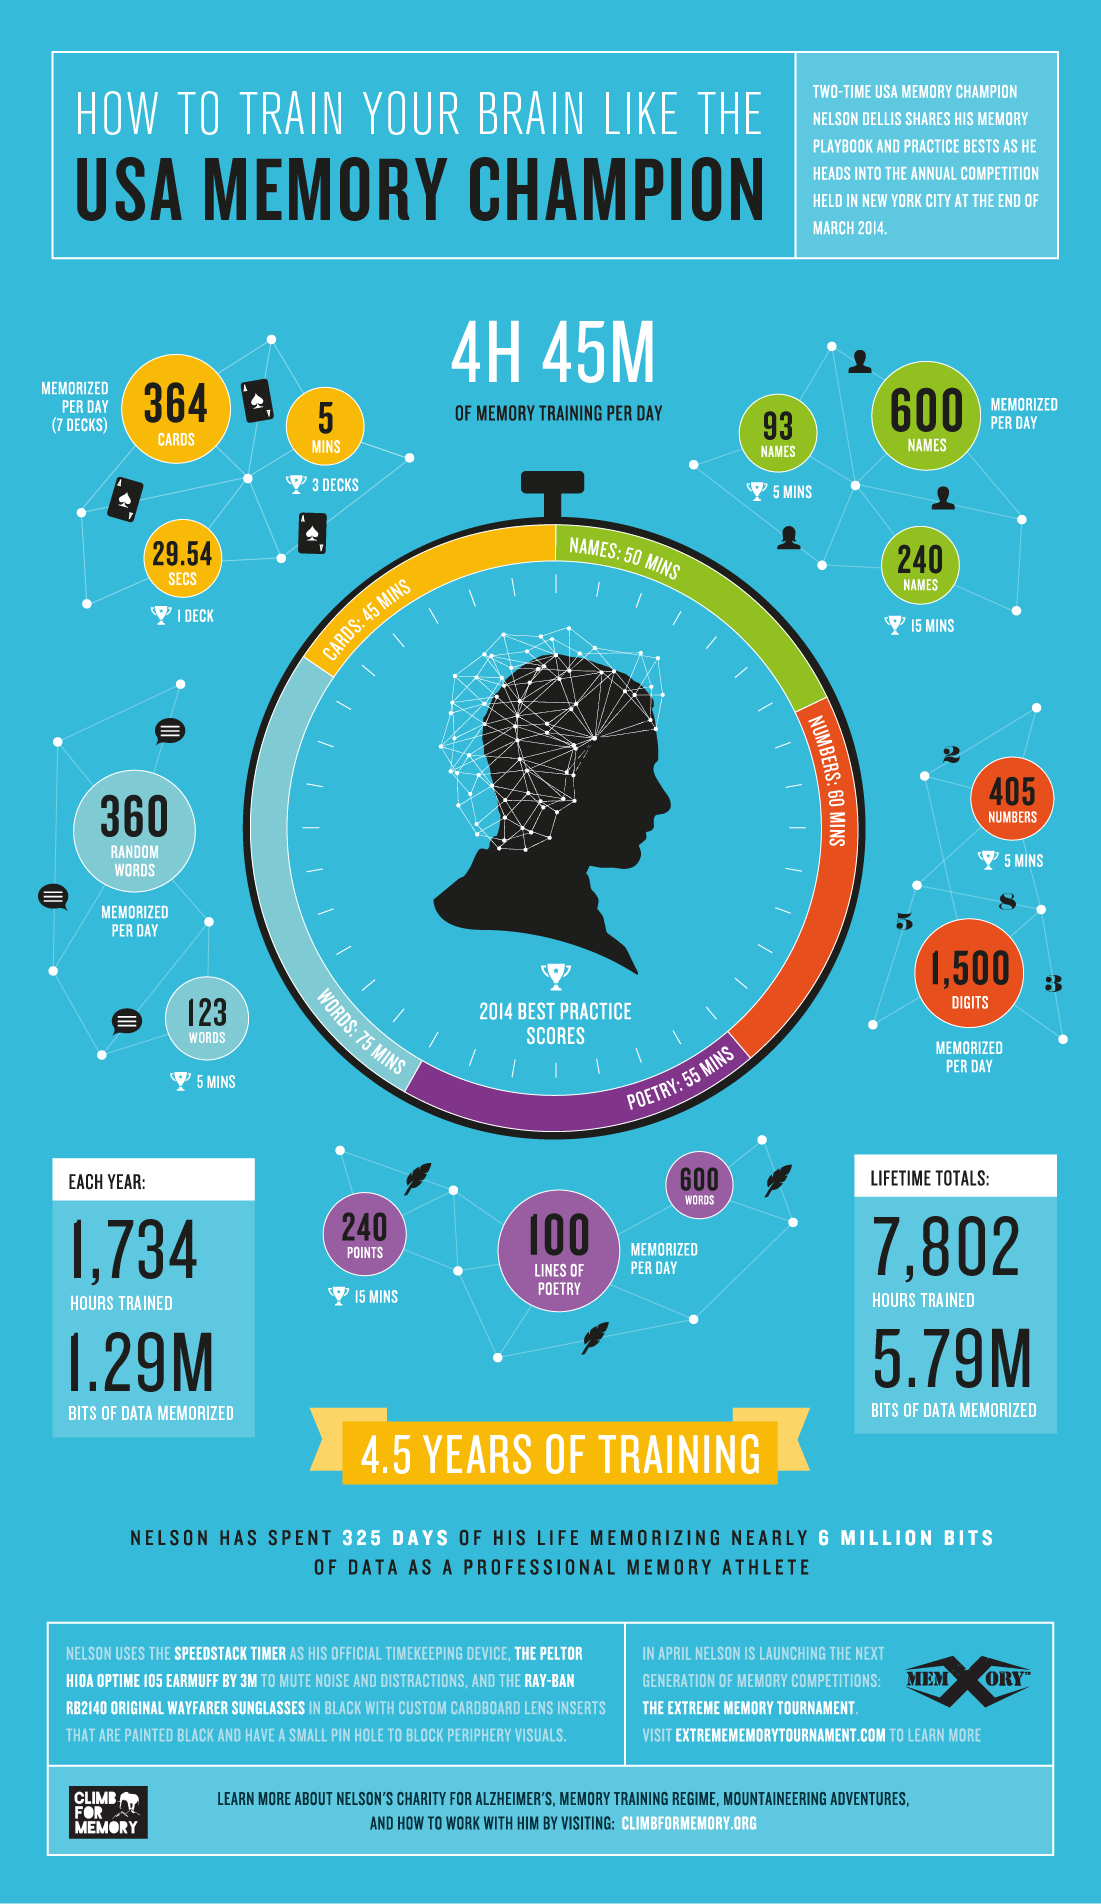 HOW TO TRAIN YOUR BRAIN LIKE THE
USA MEMORY CHAMPION
TWO-TIME USA MEMORY CHAMPION
NELSON DELLIS SHARES HIS MEMORY
PLAYBOOK AND PRACTICE BESTS AS HE
HEADS INTO THE ANNUAL COMPETITION
HELD IN NEW YORK CITY AT THE END OF
MARCH 2014.
4H 45M
OF MEMORY TRAINING PER DAY
MEMORIZED
PER DAY
(7 DECKS)
364
CARDS
5
MINS
3 DECKS
29.54
SECS
1 DECK
93
NAMES
5 MINS
600
NAMES
MEMORIZED
PER DAY
240
NAMES
15 MINS
CARDS: 45 MINS
NAMES: 50 MINS
NUMBERS: 60 MINS
POETRY: 55 MINS
WORDS: 75 MINS
2014 BEST PRACTICE
SCORES
360
RANDOM
WORDS
MEMORIZED
PER DAY
123
WORDS
5 MINS
2
405
NUMBERS
5 MINS
8
5
1,500
DIGITS
3
MEMORIZED
PER DAY
240
POINTS
15 MINS
100
LINES OF
POETRY
MEMORIZED
PER DAY
600
WORDS
EACH YEAR:
1,734
HOURS TRAINED
1.29M
BITS OF DATA MEMORIZED
LIFETIME TOTALS:
7,802
HOURS TRAINED
5.79M
BITS OF DATA MEMORIZED
4.5 YEARS OF TRAINING
NELSON HAS SPENT 325 DAYS OF HIS LIFE MEMORIZING NEARLY 6 MILLION BITS
OF DATA AS A PROFESSIONAL MEMORY ATHLETE
NELSON USES THE SPEEDSTACK TIMER AS HIS OFFICIAL TIMEKEEPING DEVICE, THE PELTOR
H10A OPTIME 105 EARMUFF BY 3M TO MUTE NOISE AND DISTRACTIONS, AND THE RAY-BAN
RB2140 ORIGINAL WAYFARER SUNGLASSES IN BLACK WITH CUSTOM CARDBOARD LENS INSERTS
THAT ARE PAINTED BLACK AND HAVE A SMALL PIN HOLE TO BLOCK PERIPHERY VISUALS.
IN APRIL NELSON IS LAUNCHING THE NEXT
GENERATION OF MEMORY COMPETITIONS:
THE EXTREME MEMORY TOURNAMENT.
VISIT EXTREMEMEMORYTOURNAMENT.COM TO LEARN MORE
MEMXORY™
CLIMB
FOR
MEMORY
LEARN MORE ABOUT NELSON'S CHARITY FOR ALZHEIMER'S, MEMORY TRAINING REGIME, MOUNTAINEERING ADVENTURES,
AND HOW TO WORK WITH HIM BY VISITING: CLIMBFORMEMORY.ORG